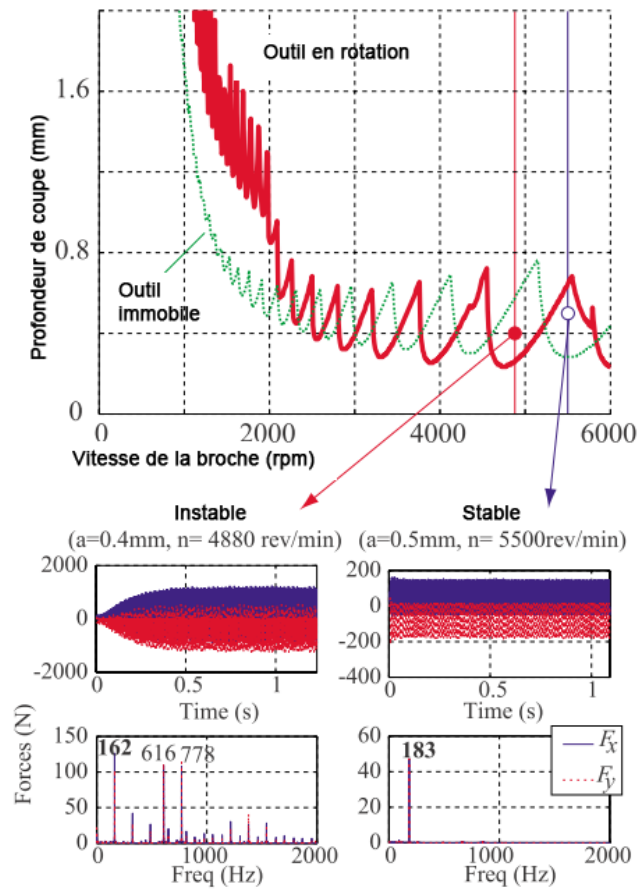 Outil en rotation
1.6
Profondeur de coupe (mm)
0.8
Outil
immobile
0
0 2000 4000 6000
Vitesse de la broche (rpm)
Instable Stable
(a=0.4mm, n= 4880 rev/min) (a=0.5mm, n= 5500rev/min)
2000 200
0 0
-200
-2000 -400
0 0.5 1 0 0.5 1
Time (s) Time (s)
Forces (N)
150 60
162 616 778 183
100 40
50 20
0 0
Fx
Fy
0 1000 2000 0 1000 2000
Freq (Hz) Freq (Hz)